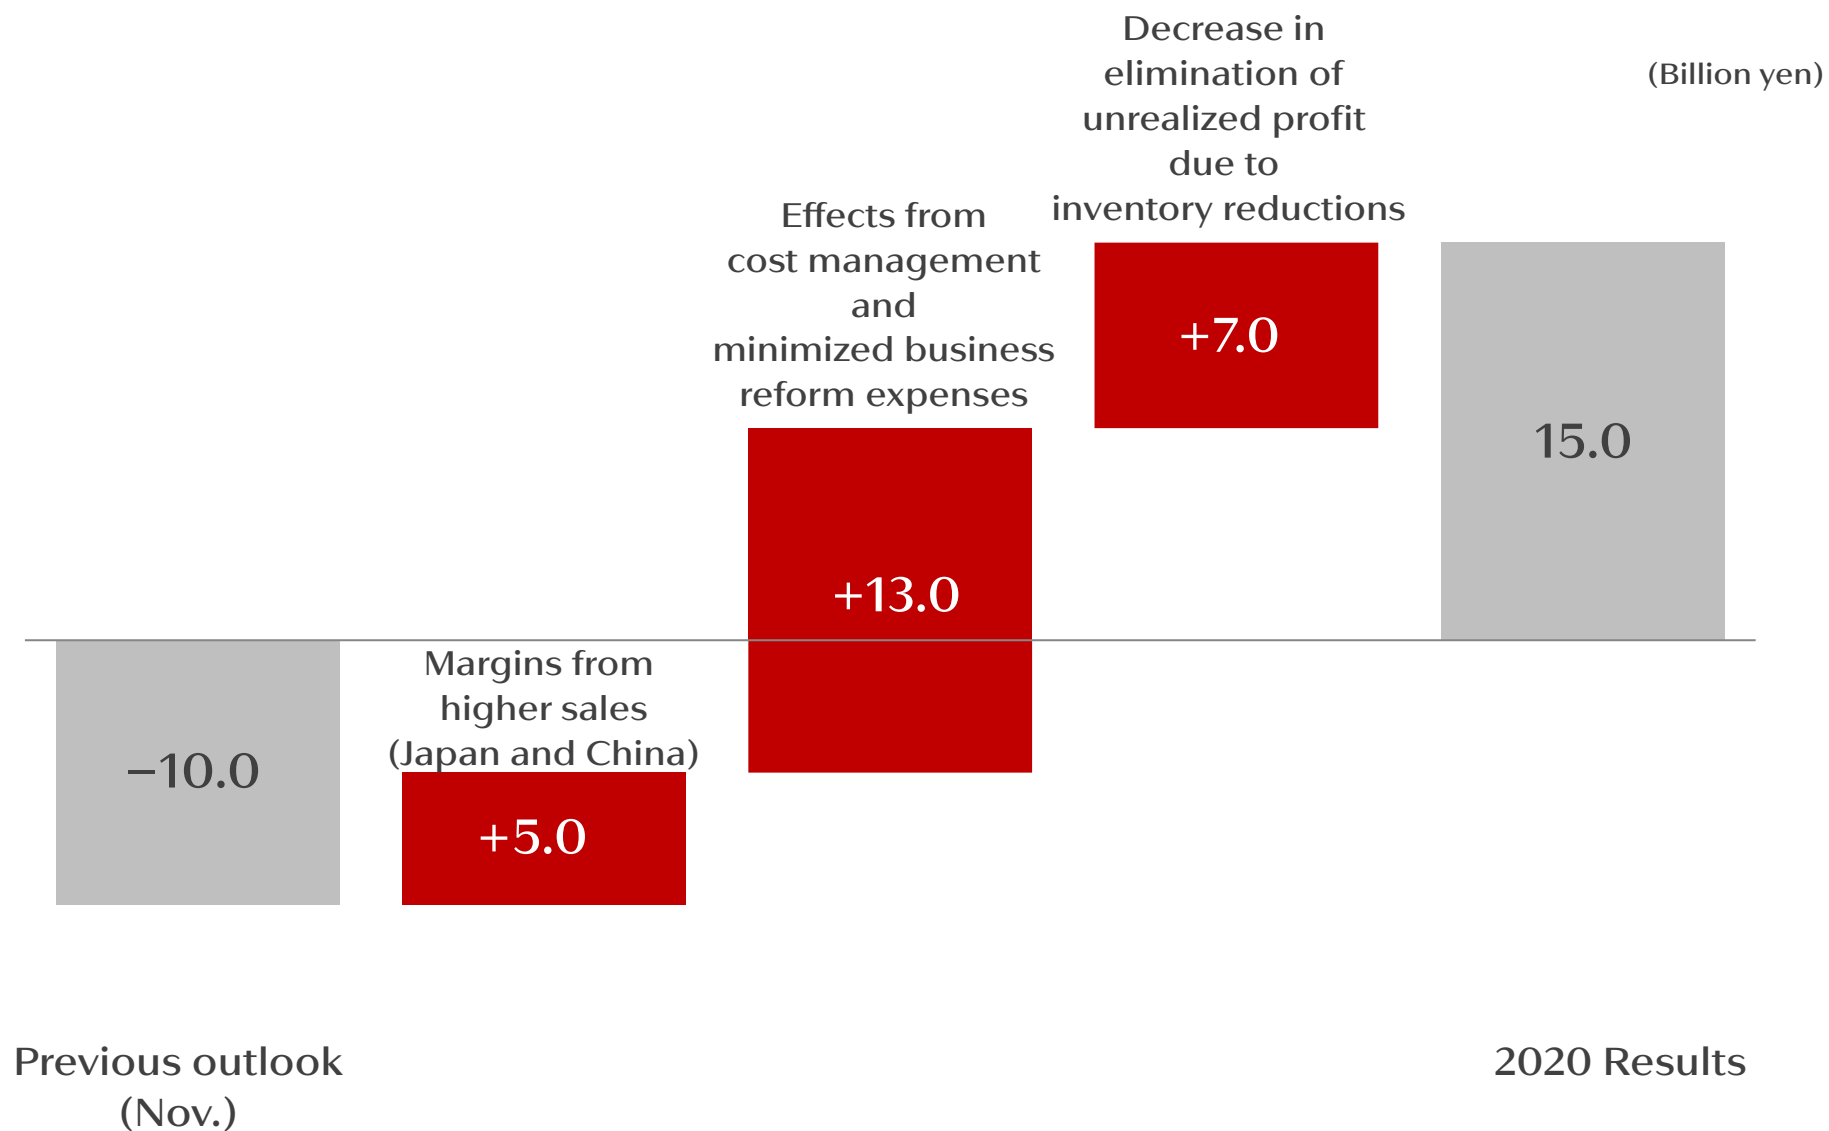 (Billion yen)
Decrease in
elimination of
unrealized profit
due to
inventory reductions
+7.0
Effects from
cost management
and
minimized business
reform expenses
+13.0
15.0
Margins from
higher sales
(Japan and China)
+5.0
−10.0
Previous outlook
(Nov.)
2020 Results